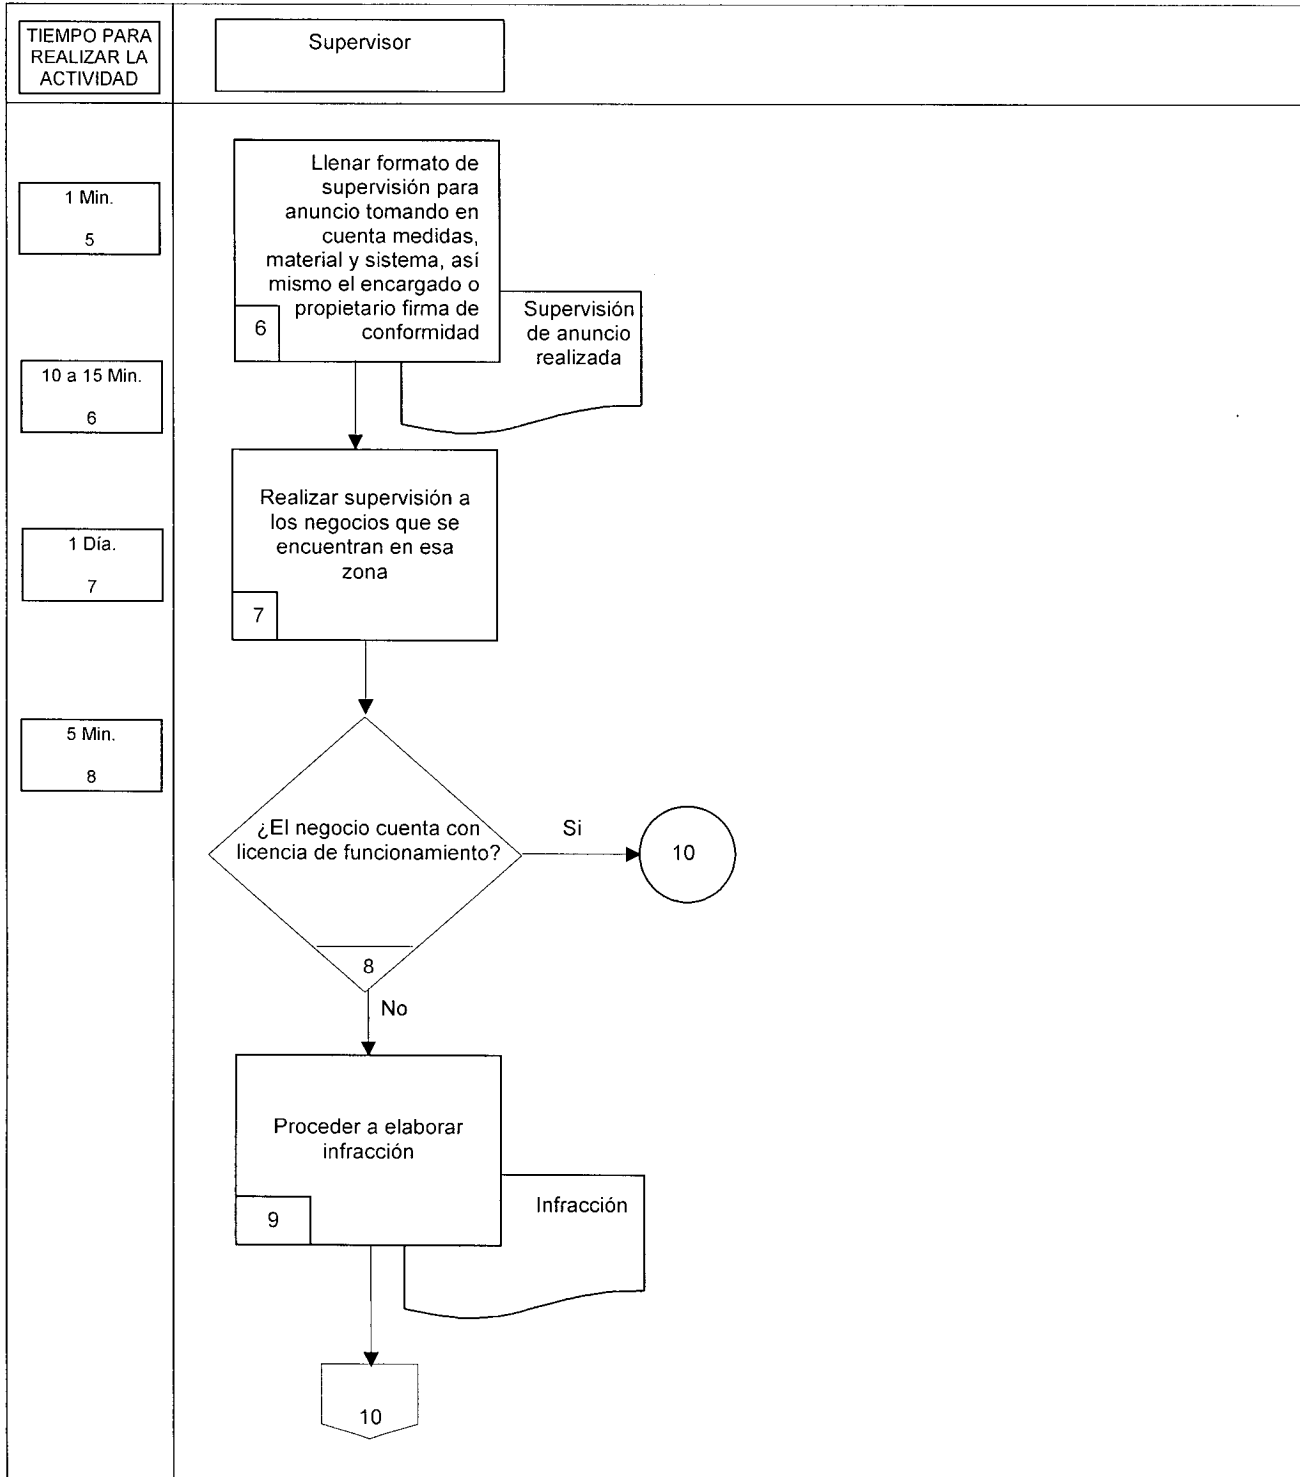 TIEMPO PARA
REALIZAR LA
ACTIVIDAD
Supervisor
1 Min.
5
10 a 15 Min.
6
1 Día.
7
5 Min.
8
Llenar formato de
supervisión para
anuncio tomando en
cuenta medidas,
material y sistema, así
mismo el encargado o
propietario firma de
conformidad
6
Supervisión
de anuncio
realizada
Realizar supervisión a
los negocios que se
encuentran en esa
zona
7
¿El negocio cuenta con
licencia de funcionamiento?
8
Si
10
No
Proceder a elaborar
infracción
9
Infracción
10